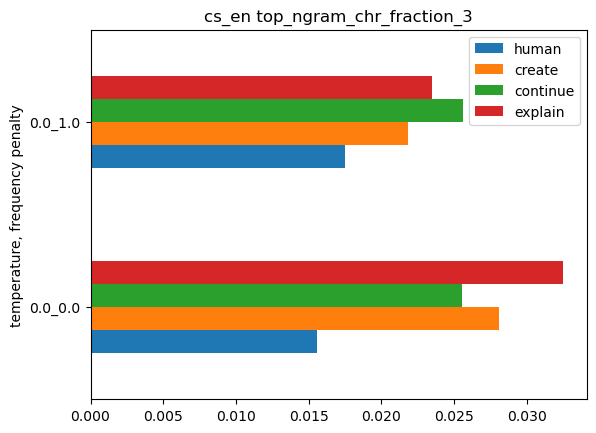 cs_en top_ngram_chr_fraction_3
human
create
continue
explain
temperature, frequency penalty
0.0_1.0
0.0_0.0
0.000
0.005
0.010
0.015
0.020
0.025
0.030